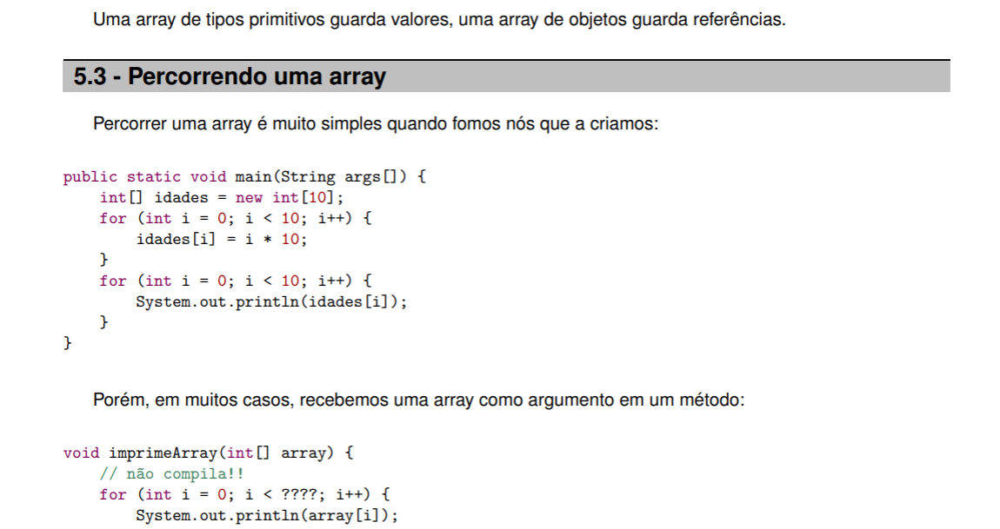 Uma array de tipos primitivos guarda valores, uma array de objetos guarda referências.
5.3 - Percorrendo uma array
Percorrer uma array é muito simples quando fomos nós que a criamos:
public static void main(String args[]) {
    int[] idades = new int[10];
    for (int i = 0; i < 10; i++) {
        idades[i] = i * 10;
    }
    for (int i = 0; i < 10; i++) {
        System.out.println(idades[i]);
    }
}
Porém, em muitos casos, recebemos uma array como argumento em um método:
void imprimeArray(int[] array) {
    // não compila!!
    for (int i = 0; i < ????; i++) {
        System.out.println(array[i]);